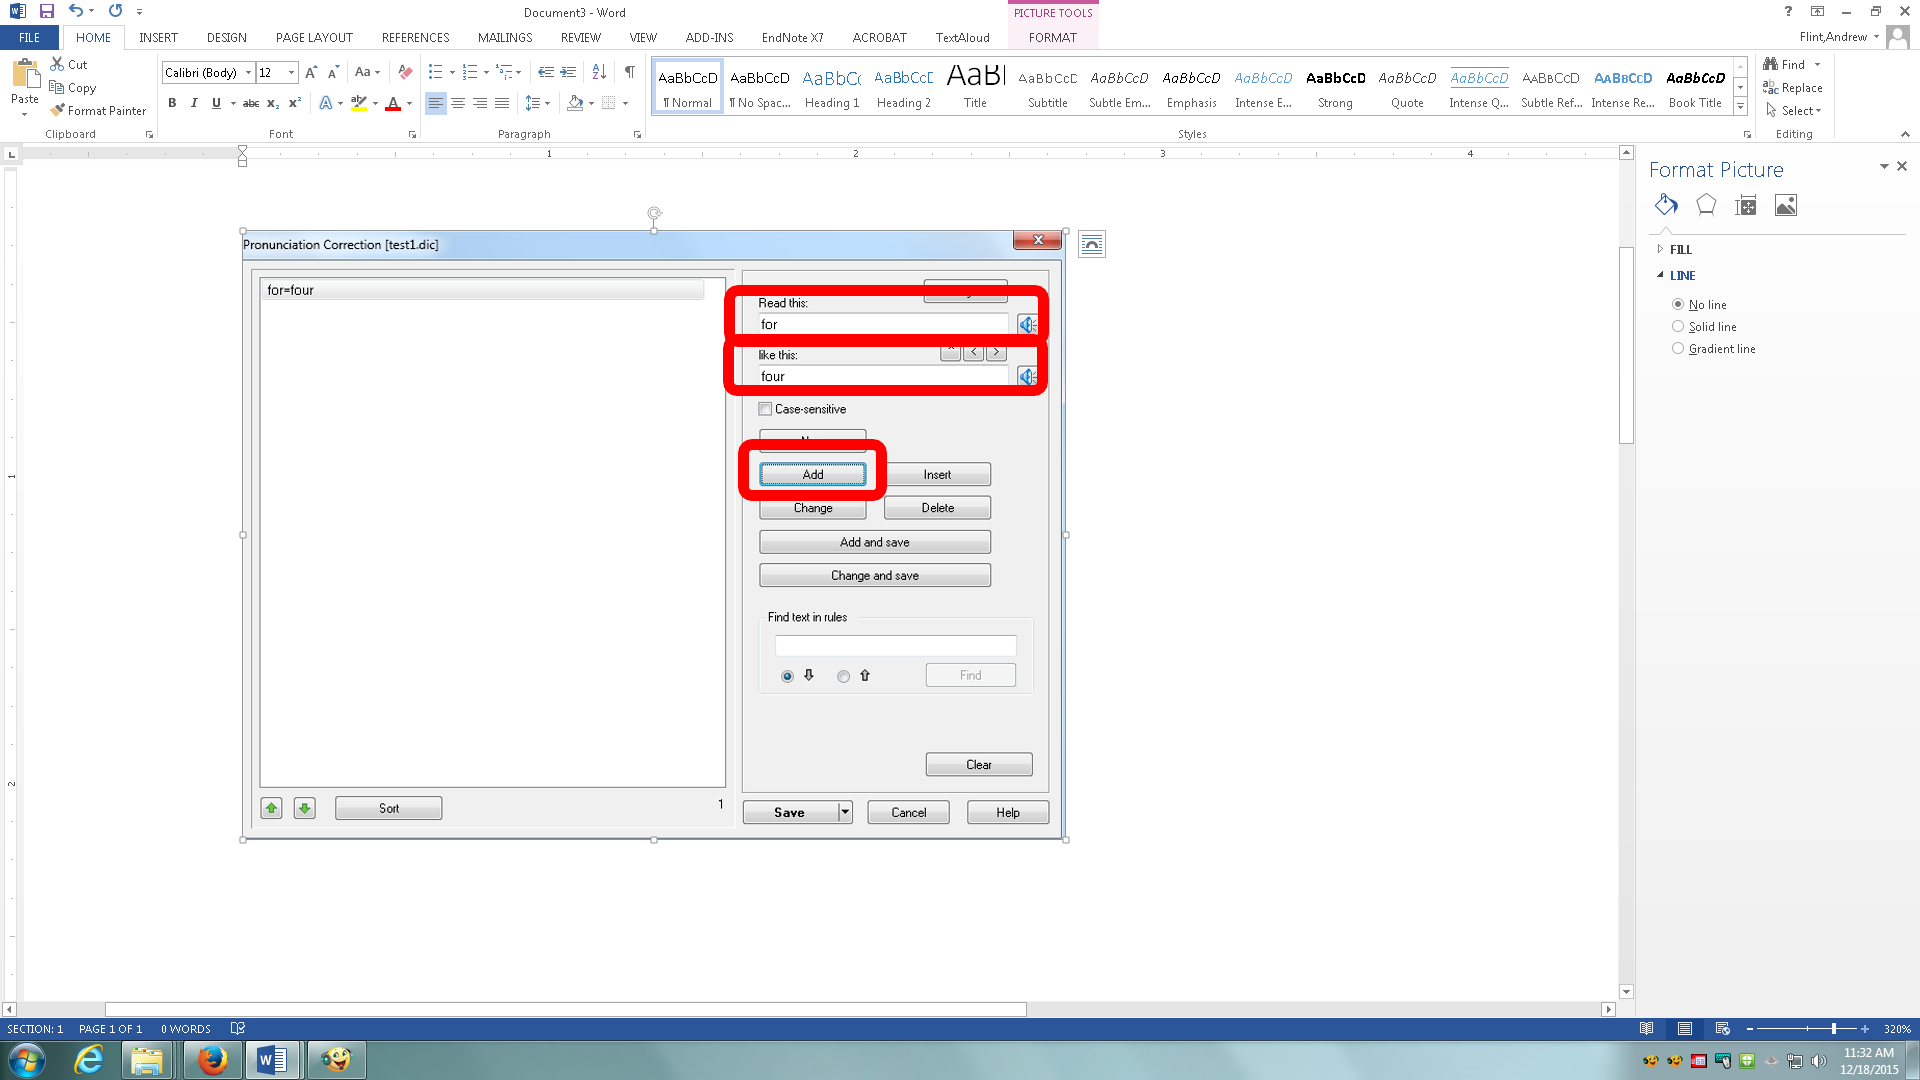 Document3 - Word
PICTURE TOOLS
FILE HOME INSERT DESIGN PAGE LAYOUT REFERENCES MAILINGS REVIEW VIEW ADD-INS EndNote X7 ACROBAT TextAloud FORMAT Flint,Andrew
Paste
Cut
Copy
Format Painter
Clipboard
Calibri (Body) 12
Font
Paragraph
AaBbCcD AaBbCcD AaBbCc AaBbCcD AaBl AaBbCcD AaBbCcD AaBbCcD AaBbCcD AaBbCcD AaBbCcD AaBbCcD AaBbCcD AaBbCcD AaBbCcD
¶ Normal ¶ No Spac... Heading 1 Heading 2 Title Subtitle Subtle Em... Emphasis Intense E... Strong Quote Intense Q... Subtle Ref... Intense Re... Book Title
Styles
Find
Replace
Select
Editing
1 2 3 4
1
2
Pronunciation Correction [test1.dic]
for=four
Read this:
for
like this:
four
Case-sensitive
Add Insert
Change Delete
Add and save
Change and save
Find text in rules
Find
Clear
Sort 1
Save Cancel Help
Format Picture
FILL
LINE
No line
Solid line
Gradient line
SECTION: 1 PAGE 1 OF 1 0 WORDS 320%
11:32 AM
12/18/2015